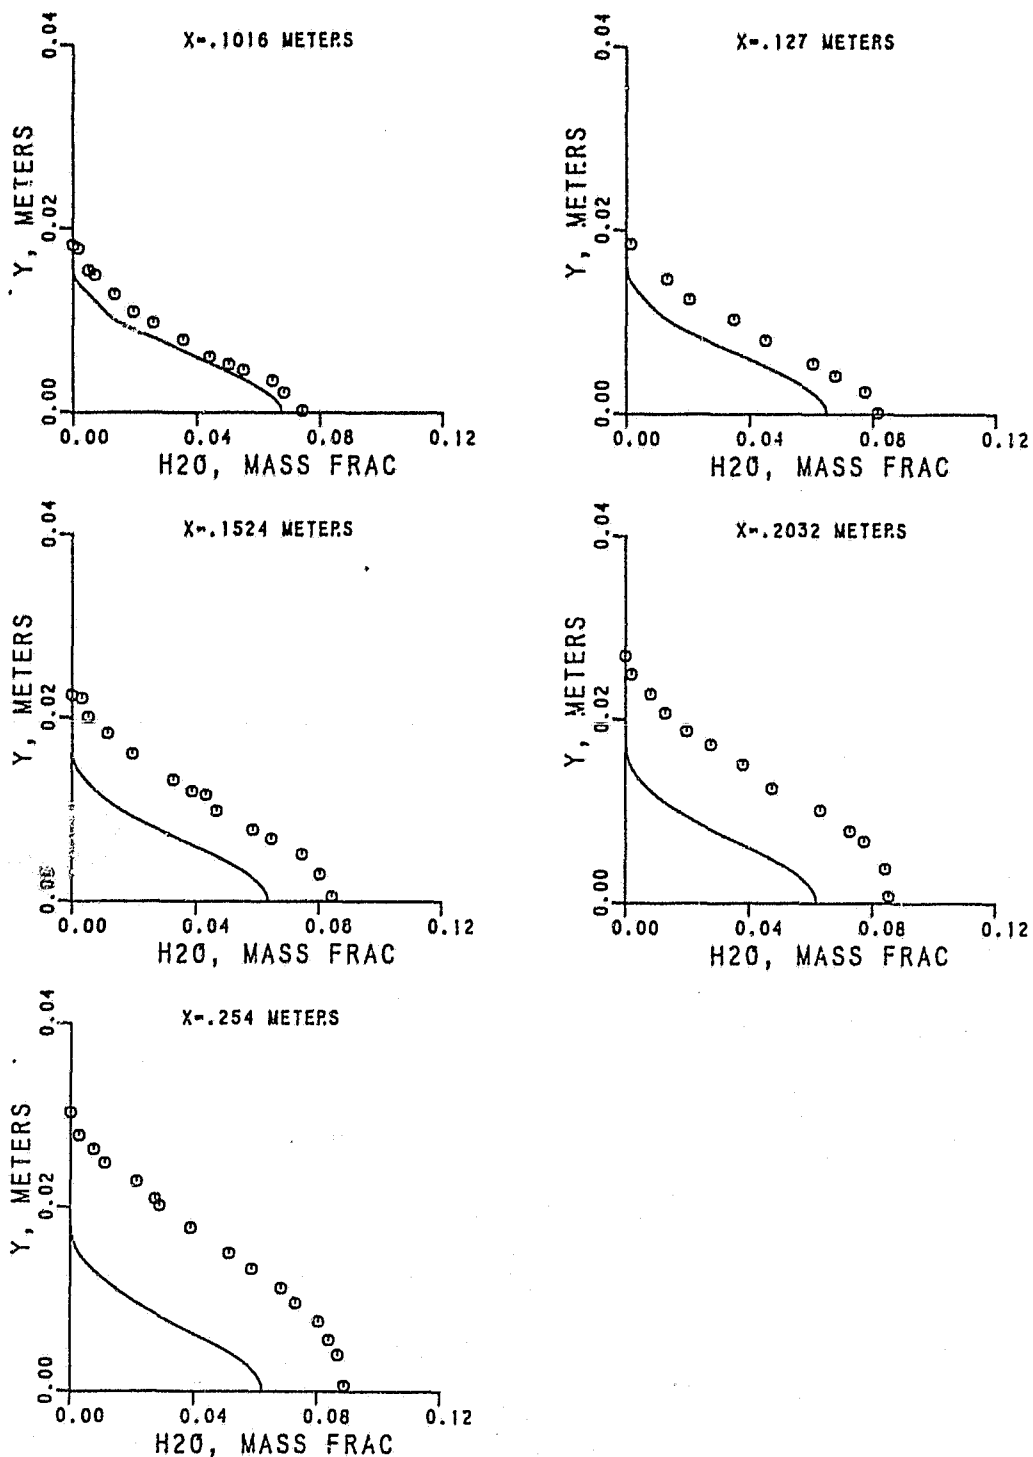 X=.1016 METERS
0.04
0.02
0.00
Y, METERS
0.00 0.04 0.08 0.12
H2O, MASS FRAC
X=.127 METERS
0.04
0.02
0.00
Y, METERS
0.00 0.04 0.08 0.12
H2O, MASS FRAC
X=.1524 METERS
0.04
0.02
0.00
Y, METERS
0.00 0.04 0.08 0.12
H2O, MASS FRAC
X=.2032 METERS
0.04
0.02
0.00
Y, METERS
0.00 0.04 0.08 0.12
H2O, MASS FRAC
X=.254 METERS
0.04
0.02
0.00
Y, METERS
0.00 0.04 0.08 0.12
H2O, MASS FRAC